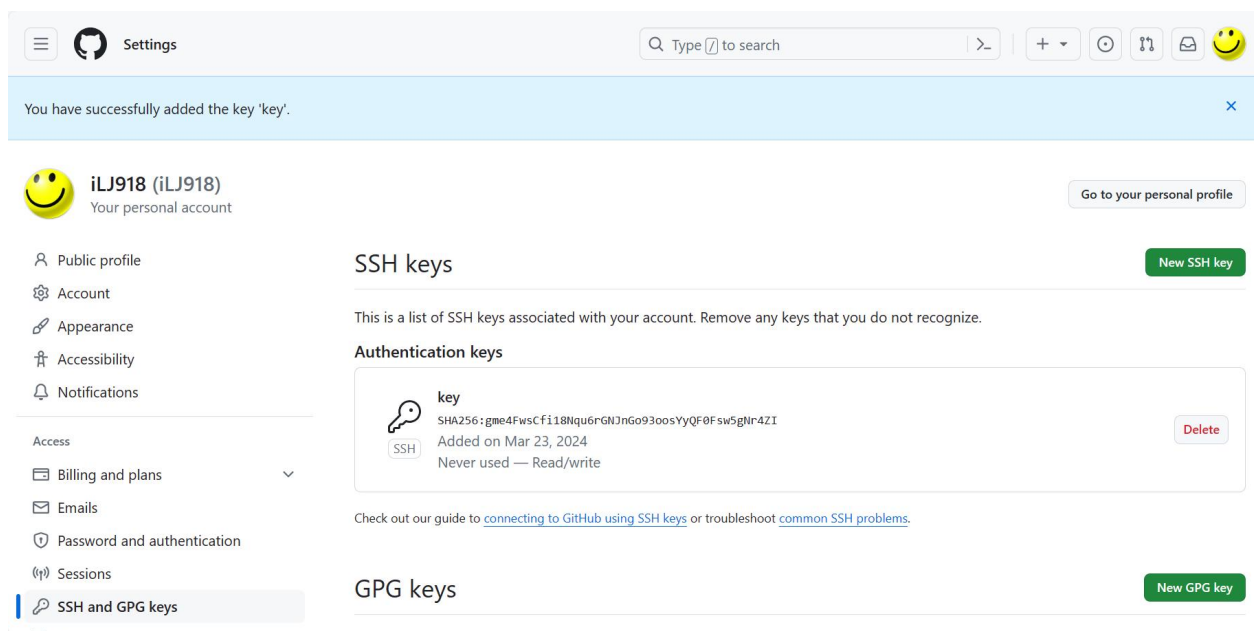 Settings
Type / to search
You have successfully added the key 'key'.
iLJ918 (iLJ918)
Your personal account
Go to your personal profile
Public profile
Account
Appearance
Accessibility
Notifications
Access
Billing and plans
Emails
Password and authentication
Sessions
SSH and GPG keys
SSH keys
New SSH key
This is a list of SSH keys associated with your account. Remove any keys that you do not recognize.
Authentication keys
key
SHA256:gme4FwsCfi18Nqu6rGNJnGo93oosYyQF0Fsw5gNr4ZI
SSH
Added on Mar 23, 2024
Never used — Read/write
Delete
Check out our guide to connecting to GitHub using SSH keys or troubleshoot common SSH problems.
GPG keys
New GPG key